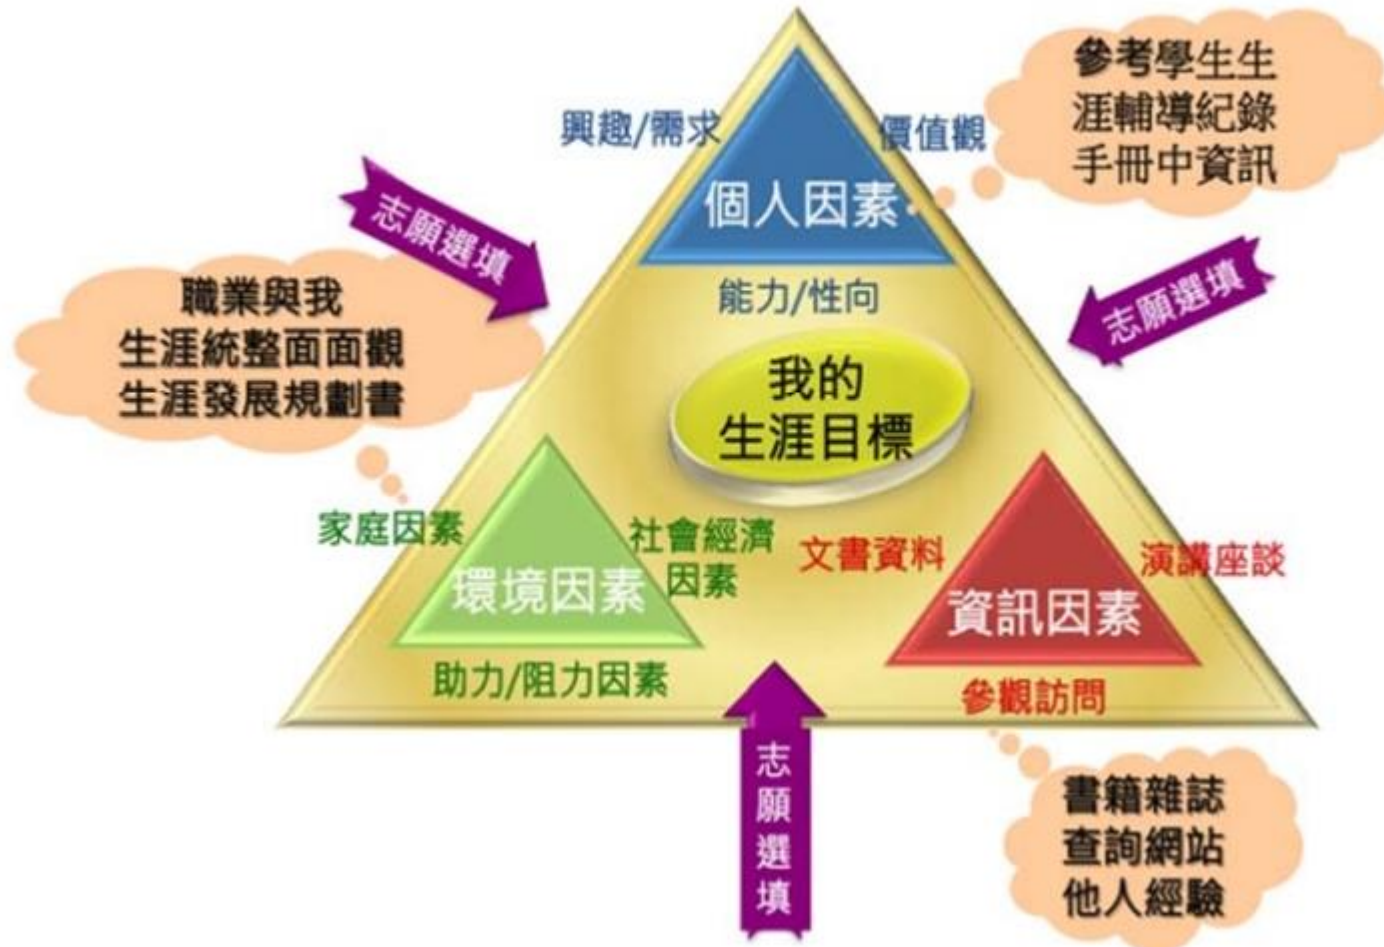 參考學生生
涯輔導紀錄
手冊中資訊
興趣/需求
價值觀
個人因素
志願選填
能力/性向
志願選填
職業與我
生涯統整面面觀
生涯發展規劃書
我的
生涯目標
家庭因素
社會經濟
因素
環境因素
助力/阻力因素
文書資料
演講座談
資訊因素
參觀訪問
志願選填
書籍雜誌
查詢網站
他人經驗